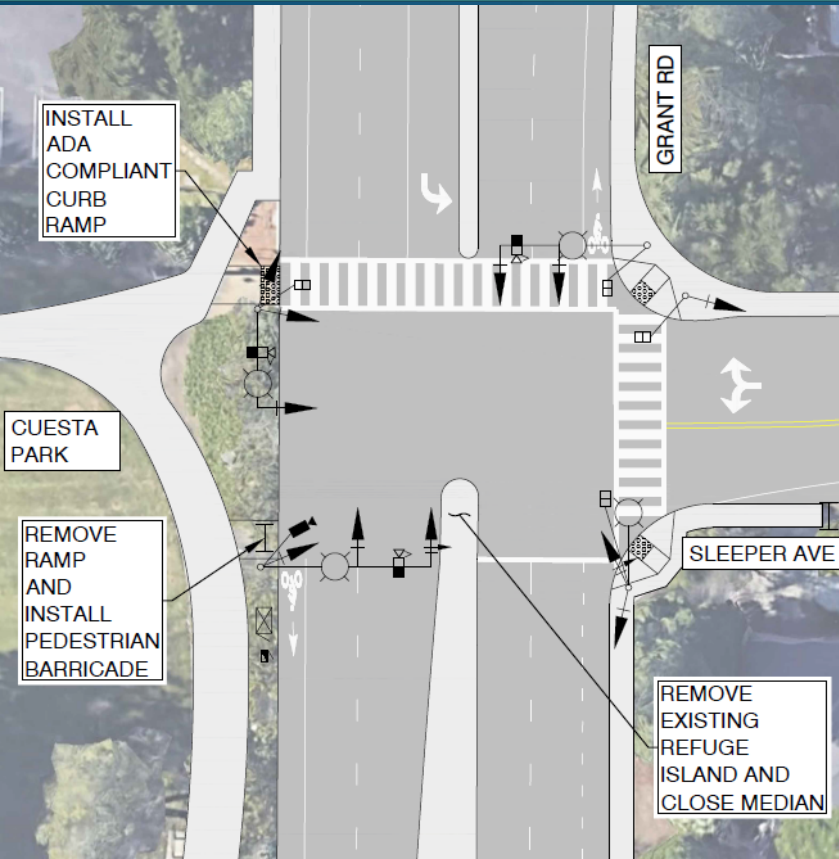 GRANT RD
INSTALL
ADA
COMPLIANT
CURB
RAMP
CUESTA
PARK
REMOVE
RAMP
AND
INSTALL
PEDESTRIAN
BARRICADE
SLEEPER AVE
REMOVE
EXISTING
REFUGE
ISLAND AND
CLOSE MEDIAN